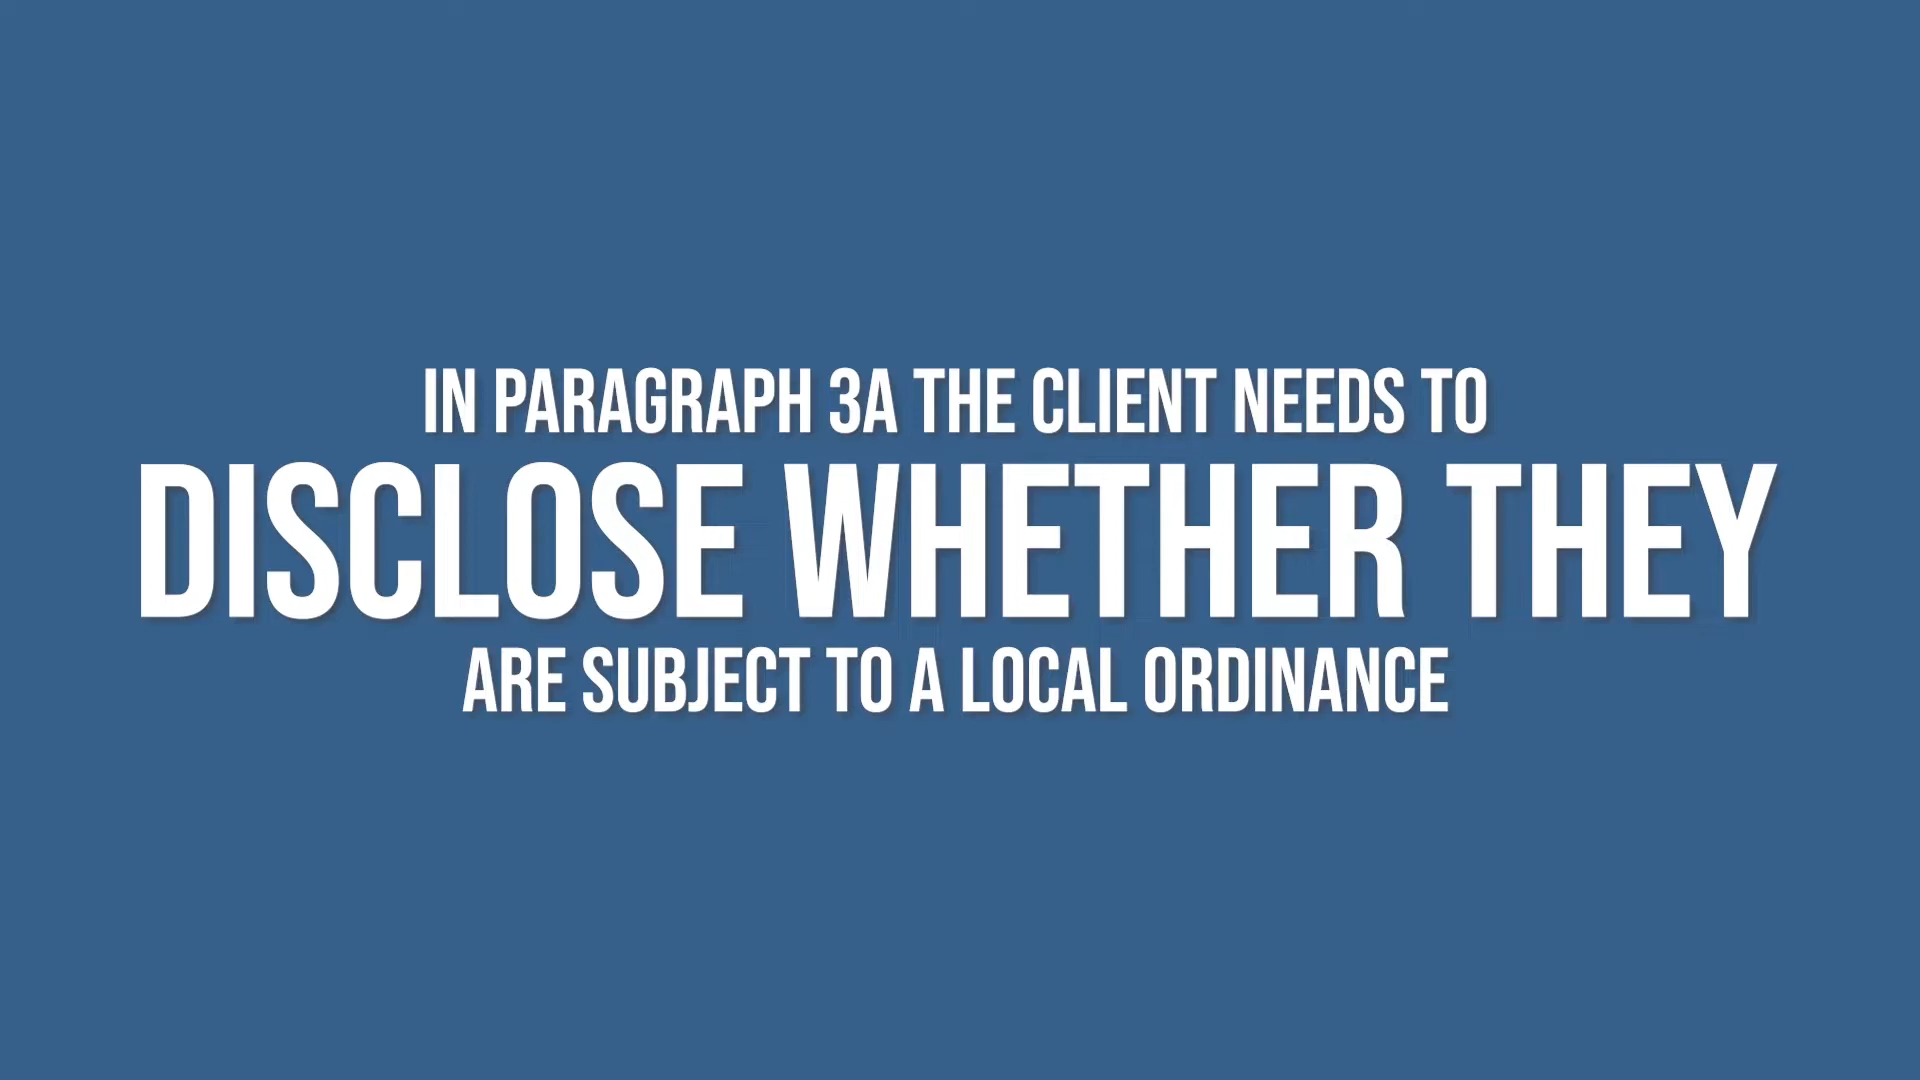 IN PARAGRAPH 3A THE CLIENT NEEDS TO
DISCLOSE WHETHER THEY
ARE SUBJECT TO A LOCAL ORDINANCE